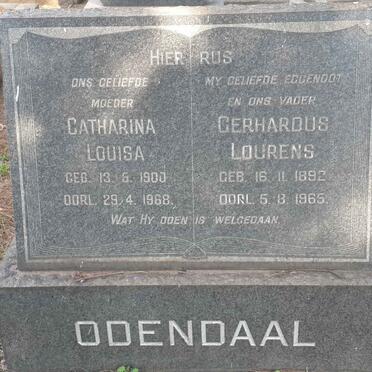 HIER RUS
ONS GELIEFDE
MOEDER
CATHARINA
LOUISA
GEB. 13. 6. 1900
OORL. 29. 4. 1968.
MY GELIEFDE EGGENOOT
EN ONS VADER
GERHARDUS
LOURENS
GEB. 16. 11. 1892
OORL. 5. 8. 1965.
WAT HY DOEN IS WELGEDAAN.
ODENDAAL